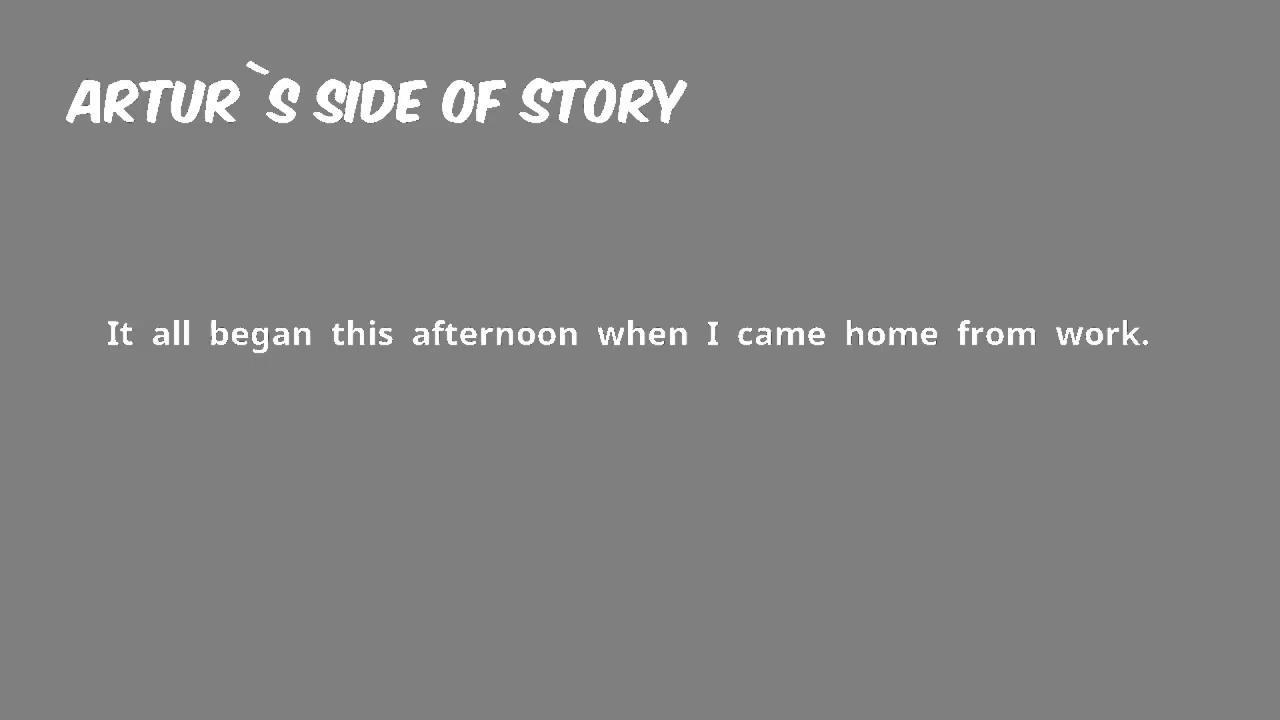 ARTUR`S SIDE OF STORY
It all began this afternoon when I came home from work.